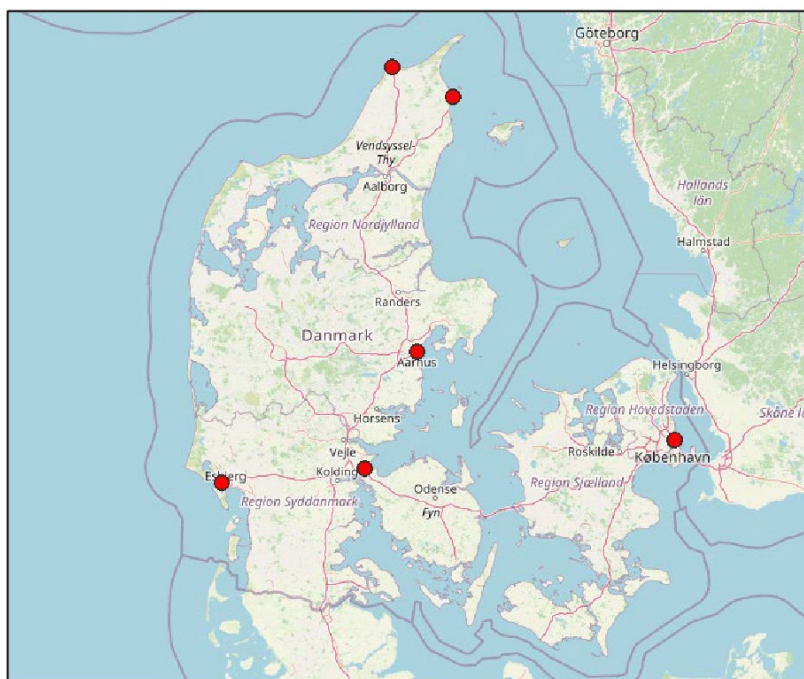 Göteborg
Vendsyssel-
Thy
Aalborg
Hallands
län
Region Nordjylland
Halmstad
Randers
Danmark
Aarhus
Helsingborg
Horsens
Region Hovedstaden
Skåne lä
Vejle
Roskilde
København
Esbjerg
Kolding
Odense
Region Sjælland
Region Syddanmark
Fyn